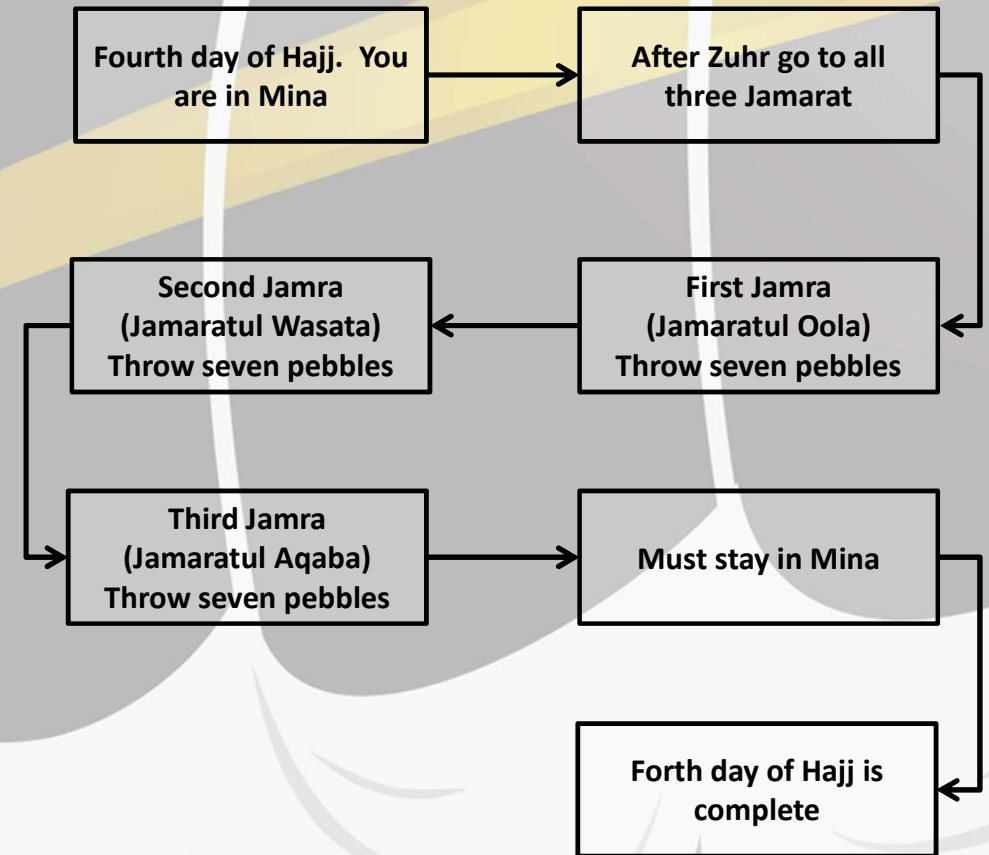 Fourth day of Hajj.  You
are in Mina
After Zuhr go to all
three Jamarat
First Jamra
(Jamaratul Oola)
Throw seven pebbles
Second Jamra
(Jamaratul Wasata)
Throw seven pebbles
Third Jamra
(Jamaratul Aqaba)
Throw seven pebbles
Must stay in Mina
Forth day of Hajj is
complete